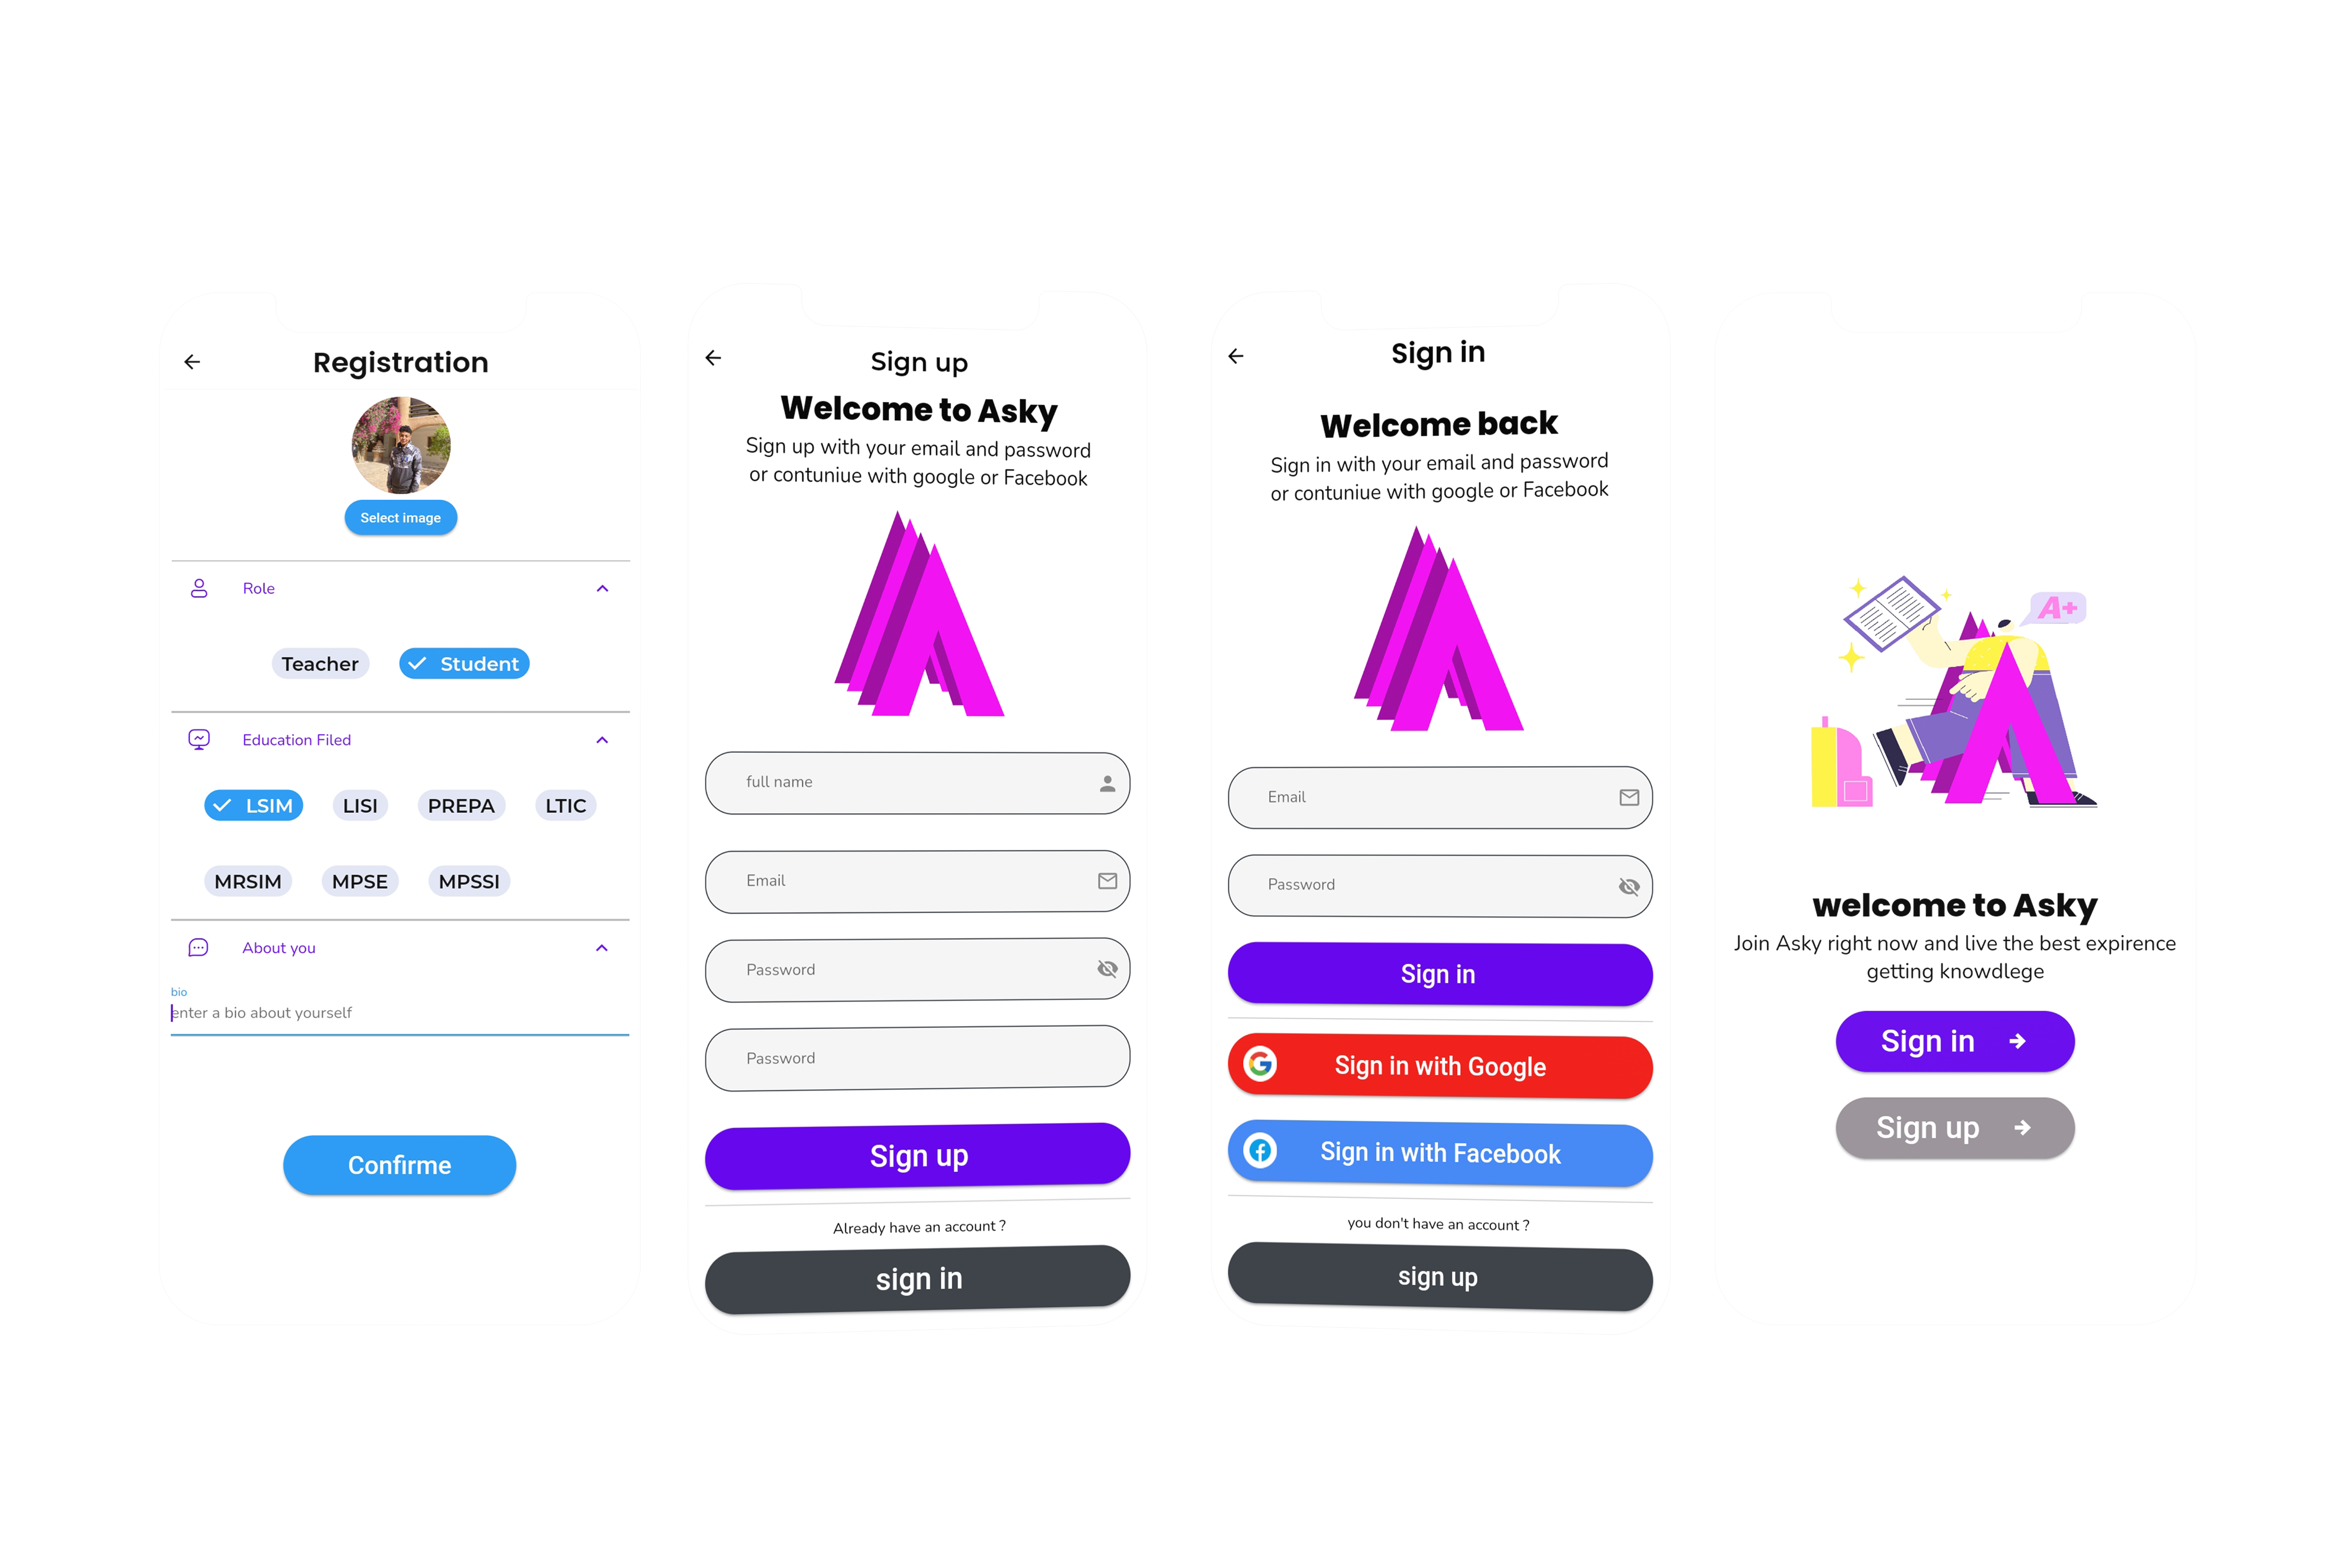 Registration
Select image
Role
Teacher
Student
Education Filed
LSIM
LISI
PREPA
LTIC
MRSIM
MPSE
MPSSI
About you
bio
enter a bio about yourself
Confirme
Sign up
Welcome to Asky
Sign up with your email and password
or contuniue with google or Facebook
full name
Email
Password
Password
Sign up
Already have an account ?
sign in
Sign in
Welcome back
Sign in with your email and password
or contuniue with google or Facebook
Email
Password
Sign in
Sign in with Google
Sign in with Facebook
you don't have an account ?
sign up
A+
welcome to Asky
Join Asky right now and live the best expirence
getting knowdlege
Sign in
Sign up